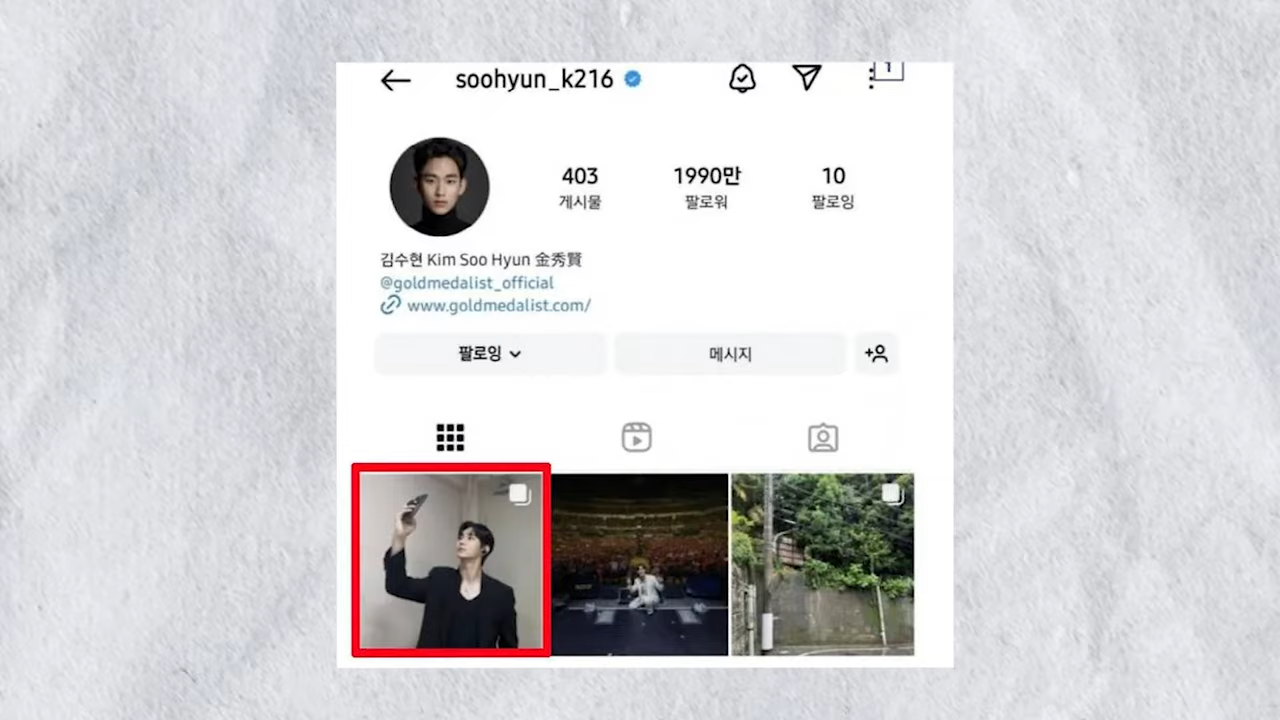 soohyun_k216
1
403 1990만 10
게시물 팔로워 팔로잉
김수현 Kim Soo Hyun 金秀賢
@goldmedalist_official
www.goldmedalist.com/
팔로잉 메시지